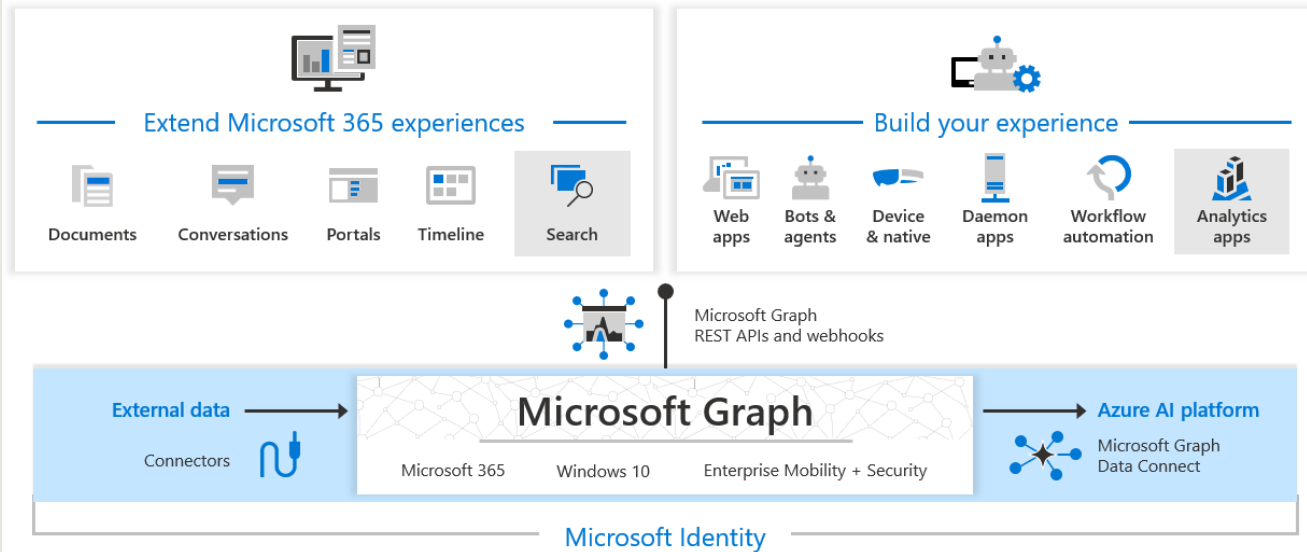 Extend Microsoft 365 experiences
Documents
Conversations
Portals
Timeline
Search
Build your experience
Web
apps
Bots &
agents
Device
& native
Daemon
apps
Workflow
automation
Analytics
apps
Microsoft Graph
REST APIs and webhooks
External data
Connectors
Microsoft Graph
Microsoft 365
Windows 10
Enterprise Mobility + Security
Azure AI platform
Microsoft Graph
Data Connect
Microsoft Identity